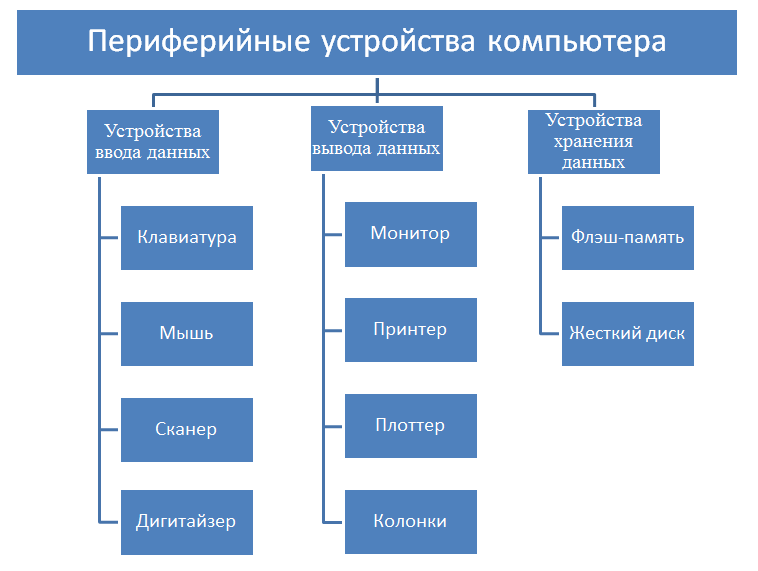 Периферийные устройства компьютера
Устройства
ввода данных
Клавиатура
Мышь
Сканер
Дигитайзер
Устройства
вывода данных
Монитор
Принтер
Плоттер
Колонки
Устройства
хранения
данных
Флэш-память
Жесткий диск